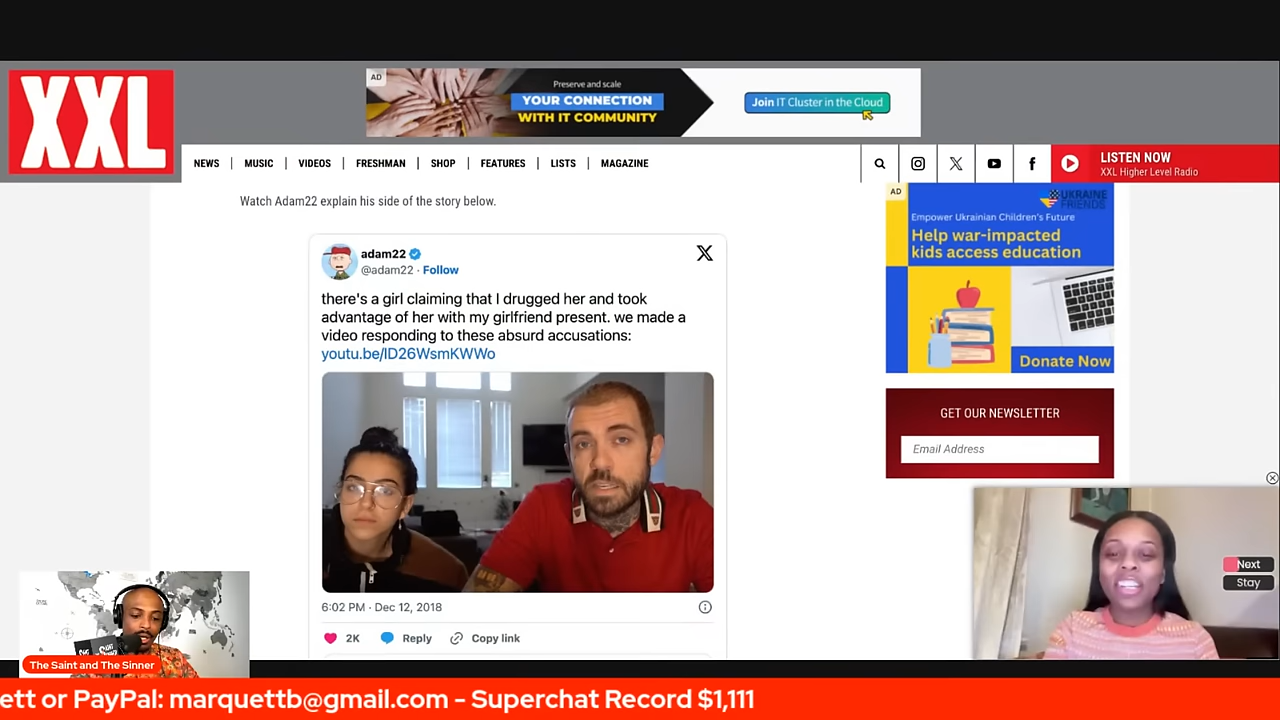 XXL
AD
Preserve and scale
YOUR CONNECTION
WITH IT COMMUNITY
Join IT Cluster in the Cloud
NEWS
MUSIC
VIDEOS
FRESHMAN
SHOP
FEATURES
LISTS
MAGAZINE
LISTEN NOW
XXL Higher Level Radio
Watch Adam22 explain his side of the story below.
adam22
@adam22 · Follow
there's a girl claiming that I drugged her and took
advantage of her with my girlfriend present. we made a
video responding to these absurd accusations:
youtu.be/lD26WsmKWWo
6:02 PM · Dec 12, 2018
2K
Reply
Copy link
AD
UKRAINE
FRIENDS
Empower Ukrainian Children's Future
Help war-impacted
kids access education
Donate Now
GET OUR NEWSLETTER
Email Address
Next
Stay
The Saint and The Sinner
ett or PayPal: marquettb@gmail.com - Superchat Record $1,111